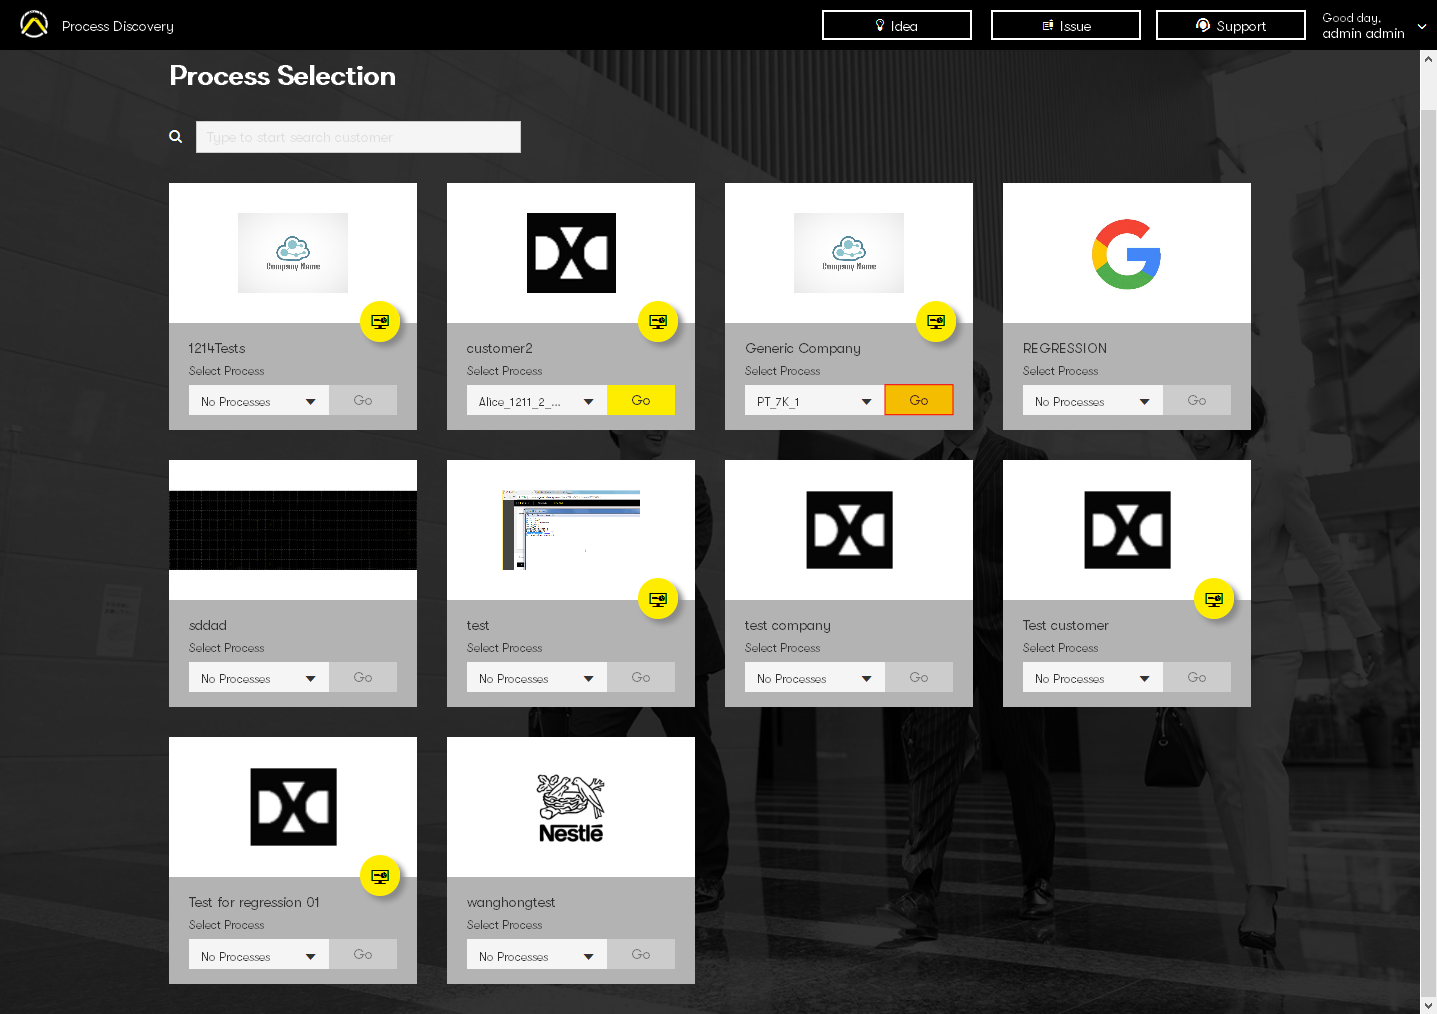 Process Discovery
Idea
Issue
Support
Good day,
admin admin
Process Selection
Type to start search customer
Company Name
Company Name
1214Tests
customer2
Generic Company
REGRESSION
Select Process
Select Process
Select Process
Select Process
No Processes
Go
Alice_1211_2_...
Go
PT_7K_1
Go
No Processes
Go
sddad
test
test company
Test customer
Select Process
Select Process
Select Process
Select Process
No Processes
Go
No Processes
Go
No Processes
Go
No Processes
Go
Nestlē
Test for regression 01
wanghongtest
Select Process
Select Process
No Processes
Go
No Processes
Go